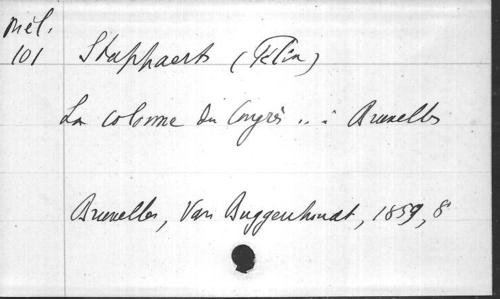 Mél.
101
Stappaerts (Félix)
La colonne du Congrès .. à Bruxelles
Bruxelles, Van Buggenhoudt, 1859, 8°